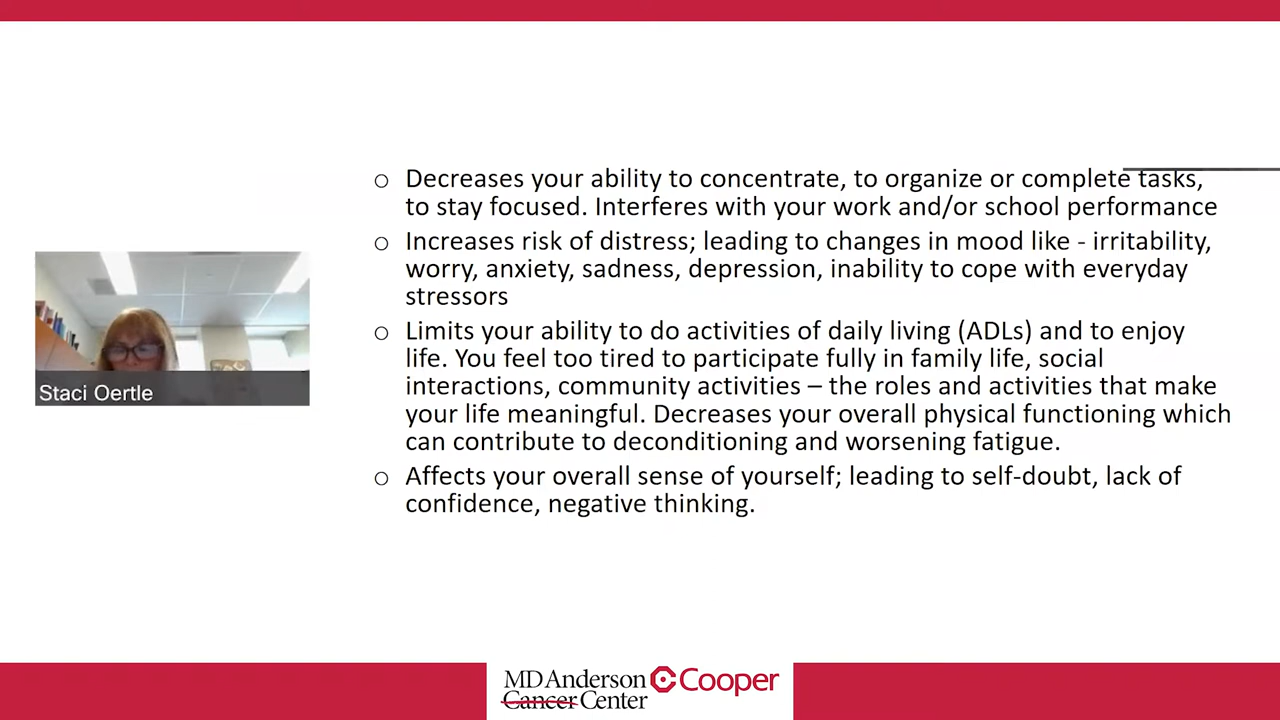 ○ Decreases your ability to concentrate, to organize or complete tasks,
to stay focused. Interferes with your work and/or school performance
○ Increases risk of distress; leading to changes in mood like - irritability,
worry, anxiety, sadness, depression, inability to cope with everyday
stressors
○ Limits your ability to do activities of daily living (ADLs) and to enjoy
life. You feel too tired to participate fully in family life, social
interactions, community activities – the roles and activities that make
your life meaningful. Decreases your overall physical functioning which
can contribute to deconditioning and worsening fatigue.
○ Affects your overall sense of yourself; leading to self-doubt, lack of
confidence, negative thinking.
Staci Oertle
MD Anderson Cooper
Cancer Center